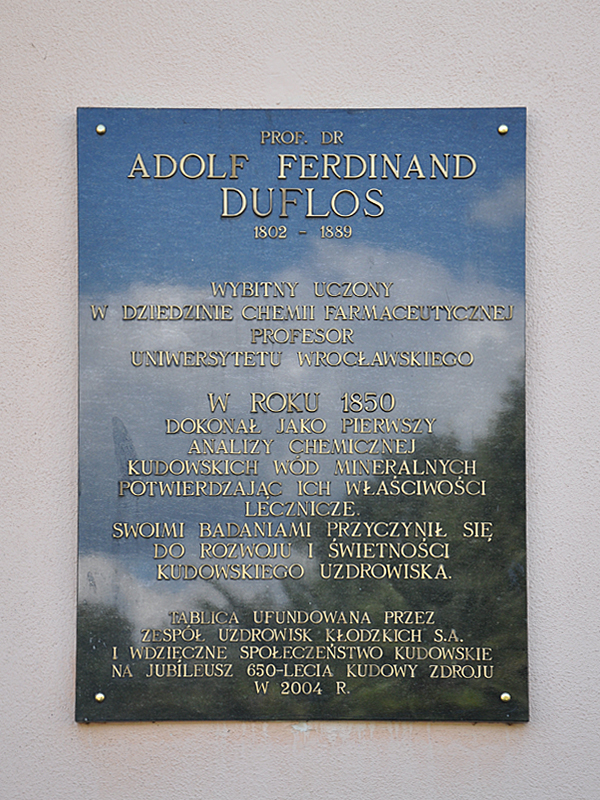 PROF. DR
ADOLF FERDINAND
DUFLOS
1802 - 1889
WYBITNY UCZONY
W DZIEDZINIE CHEMII FARMACEUTYCZNEJ
PROFESOR
UNIWERSYTETU WROCŁAWSKIEGO
W ROKU 1850
DOKONAŁ JAKO PIERWSZY
ANALIZY CHEMICZNEJ
KUDOWSKICH WÓD MINERALNYCH
POTWIERDZAJĄC ICH WŁAŚCIWOŚCI
LECZNICZE.
SWOIMI BADANIAMI PRZYCZYNIŁ SIĘ
DO ROZWOJU I ŚWIETNOŚCI
KUDOWSKIEGO UZDROWISKA.
TABLICA UFUNDOWANA PRZEZ
ZESPÓŁ UZDROWISK KŁODZKICH S.A.
I WDZIĘCZNE SPOŁECZEŃSTWO KUDOWSKIE
NA JUBILEUSZ 650-LECIA KUDOWY ZDROJU
W 2004 R.